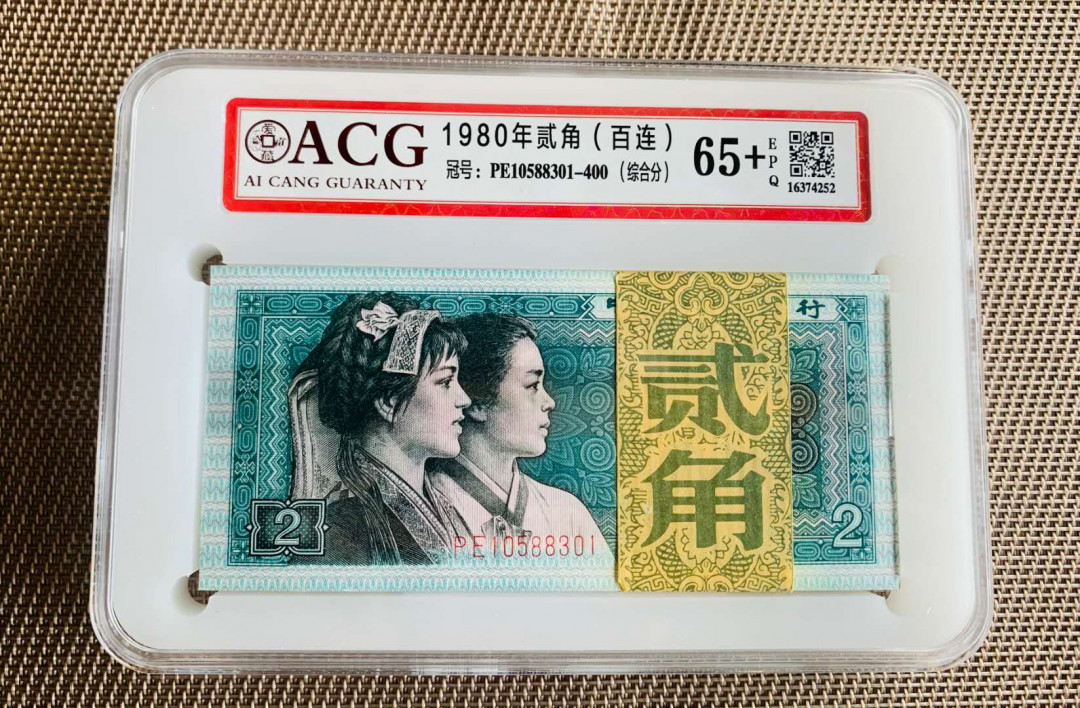 ACG
AI CANG GUARANTY
1980年贰角（百连）
冠号：PE10588301-400（综合分）
65+
EPQ
16374252
行
贰角
2
PE10588301
2